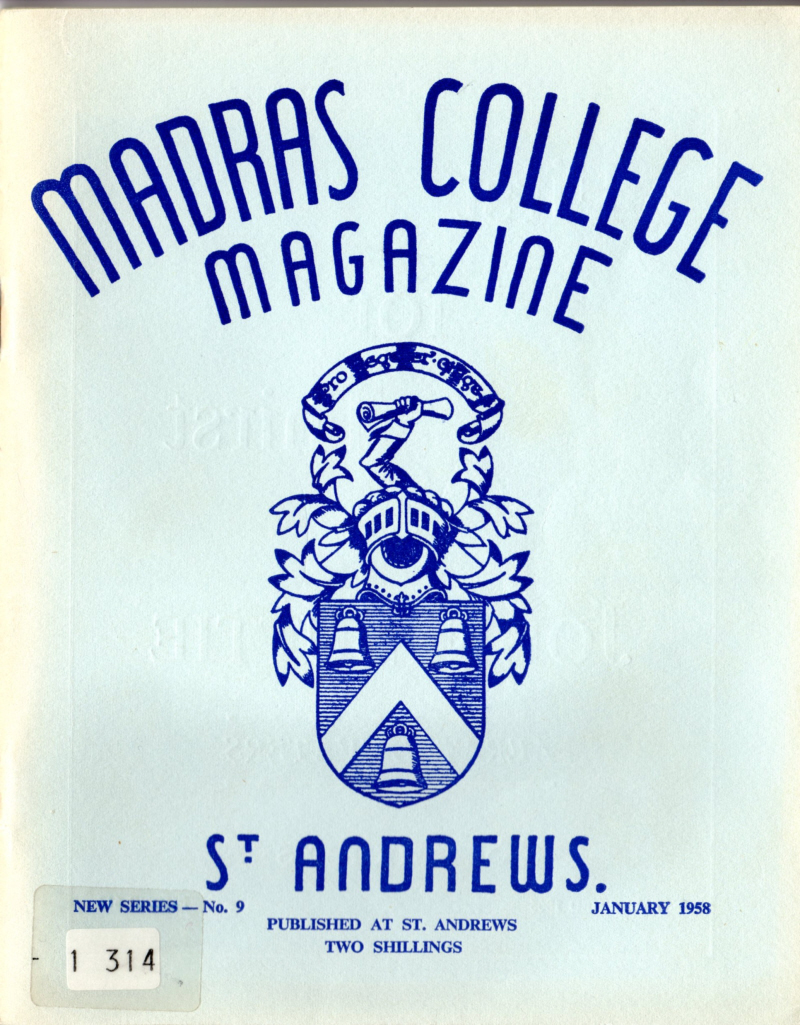 MADRAS COLLEGE
MAGAZINE
ST ANDREWS.
NEW SERIES — No. 9
JANUARY 1958
PUBLISHED AT ST. ANDREWS
TWO SHILLINGS
- 1 314